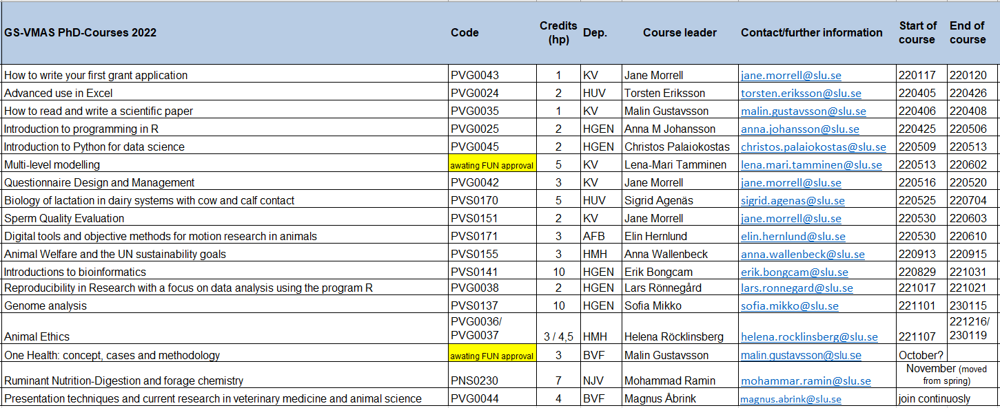 GS-VMAS PhD-Courses 2022 Code Credits (hp) Dep. Course leader Contact/further information Start of course End of course
How to write your first grant application PVG0043 1 KV Jane Morrell jane.morrell@slu.se 220117 220120
Advanced use in Excel PVG0024 2 HUV Torsten Eriksson torsten.eriksson@slu.se 220405 220426
How to read and write a scientific paper PVG0035 1 KV Malin Gustavsson malin.gustavsson@slu.se 220406 220408
Introduction to programming in R PVG0025 2 HGEN Anna M Johansson anna.johansson@slu.se 220425 220506
Introduction to Python for data science PVG0045 2 HGEN Christos Palaiokostas christos.palaiokostas@slu.se 220509 220513
Multi-level modelling awating FUN approval 5 KV Lena-Mari Tamminen lena.mari.tamminen@slu.se 220513 220602
Questionnaire Design and Management PVG0042 3 KV Jane Morrell jane.morrell@slu.se 220516 220520
Biology of lactation in dairy systems with cow and calf contact PVS0170 5 HUV Sigrid Agenäs sigrid.agenas@slu.se 220525 220704
Sperm Quality Evaluation PVS0151 2 KV Jane Morrell jane.morrell@slu.se 220530 220603
Digital tools and objective methods for motion research in animals PVS0171 3 AFB Elin Hernlund elin.hernlund@slu.se 220530 220610
Animal Welfare and the UN sustainability goals PVS0155 3 HMH Anna Wallenbeck anna.wallenbeck@slu.se 220913 220915
Introductions to bioinformatics PVS0141 10 HGEN Erik Bongcam erik.bongcam@slu.se 220829 221031
Reproducibility in Research with a focus on data analysis using the program R PVG0038 2 HGEN Lars Rönnegård lars.ronnegard@slu.se 221017 221021
Genome analysis PVS0137 10 HGEN Sofia Mikko sofia.mikko@slu.se 221101 230115
Animal Ethics PVG0036/ PVG0037 3 / 4,5 HMH Helena Röcklinsberg helena.rocklinsberg@slu.se 221107 221216/ 230119
One Health: concept, cases and methodology awating FUN approval 3 BVF Malin Gustavsson malin.gustavsson@slu.se October?
Ruminant Nutrition-Digestion and forage chemistry PNS0230 7 NJV Mohammad Ramin mohammar.ramin@slu.se November (moved from spring)
Presentation techniques and current research in veterinary medicine and animal science PVG0044 4 BVF Magnus Åbrink magnus.abrink@slu.se join continuosly